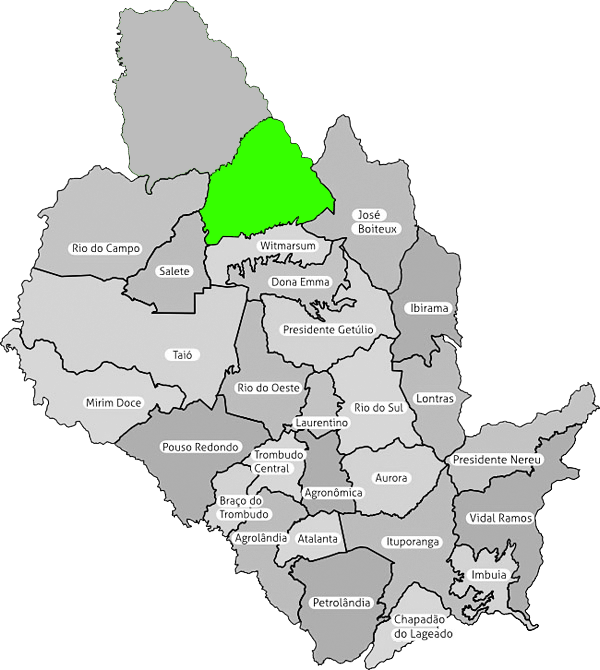 José
Boiteux
Rio do Campo
Witmarsum
Salete
Dona Emma
Ibirama
Presidente Getúlio
Taió
Rio do Oeste
Lontras
Mirim Doce
Rio do Sul
Laurentino
Pouso Redondo
Trombudo
Central
Presidente Nereu
Aurora
Agronômica
Braço do
Trombudo
Vidal Ramos
Agrolândia
Atalanta
Ituporanga
Imbuia
Petrolândia
Chapadão
do Lageado